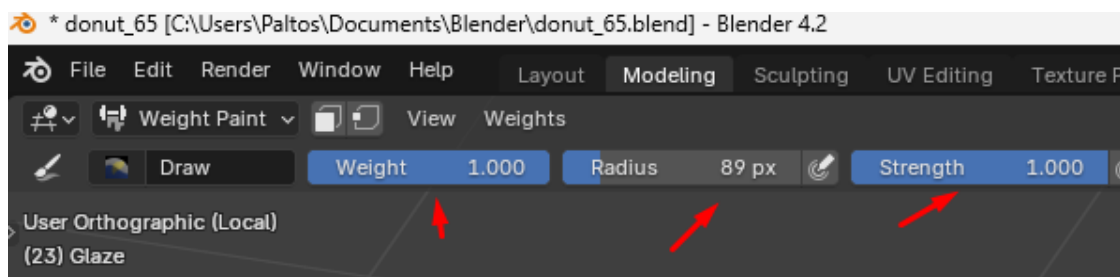 * donut_65 [C:\Users\Paltos\Documents\Blender\donut_65.blend] - Blender 4.2
File Edit Render Window Help Layout Modeling Sculpting UV Editing Texture
Weight Paint View Weights
Draw Weight 1.000 Radius 89 px Strength 1.000
User Orthographic (Local)
(23) Glaze